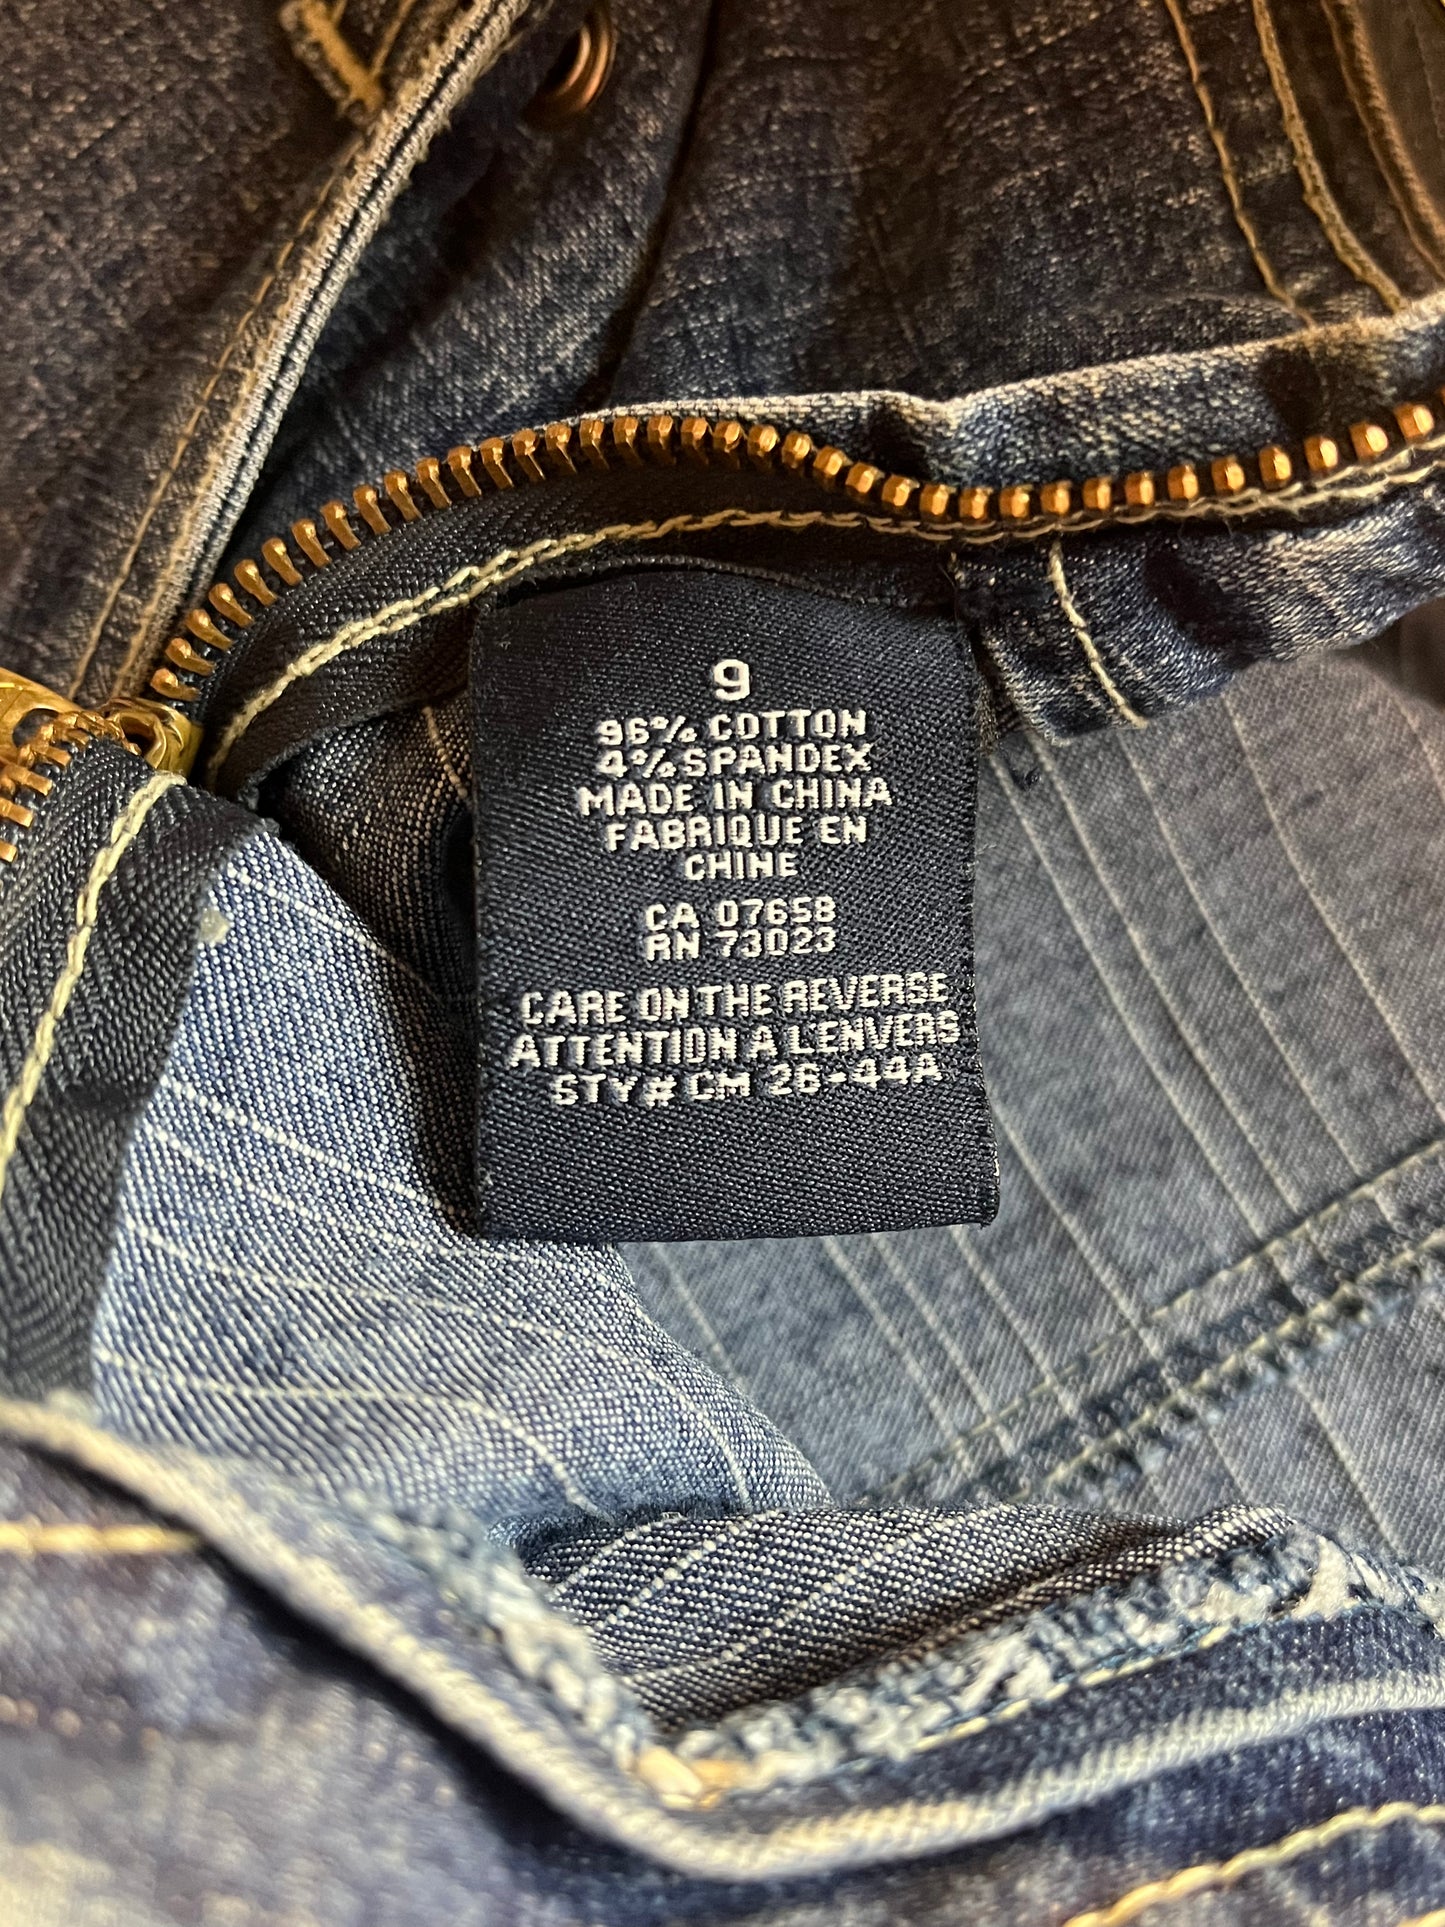 9
96% COTTON
4% SPANDEX
MADE IN CHINA
FABRIQUE EN
CHINE
CA 07658
RN 73023
CARE ON THE REVERSE
ATTENTION A L'ENVERS
STY# CM 26-44A